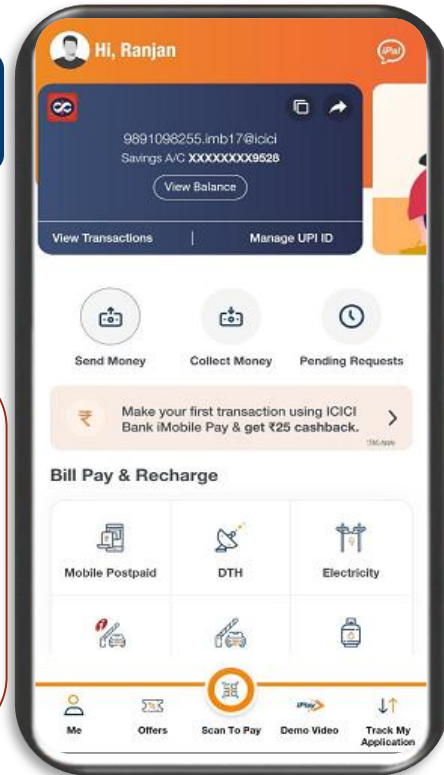 Hi, Ranjan
iPal
9891098255.imb17@icici
Savings A/C XXXXXXXX9528
View Balance
View Transactions | Manage UPI ID
Send Money Collect Money Pending Requests
Make your first transaction using ICICI
Bank iMobile Pay & get ₹25 cashback.
Bill Pay & Recharge
Mobile Postpaid DTH Electricity
Me Offers Scan To Pay Demo Video Track My
Application